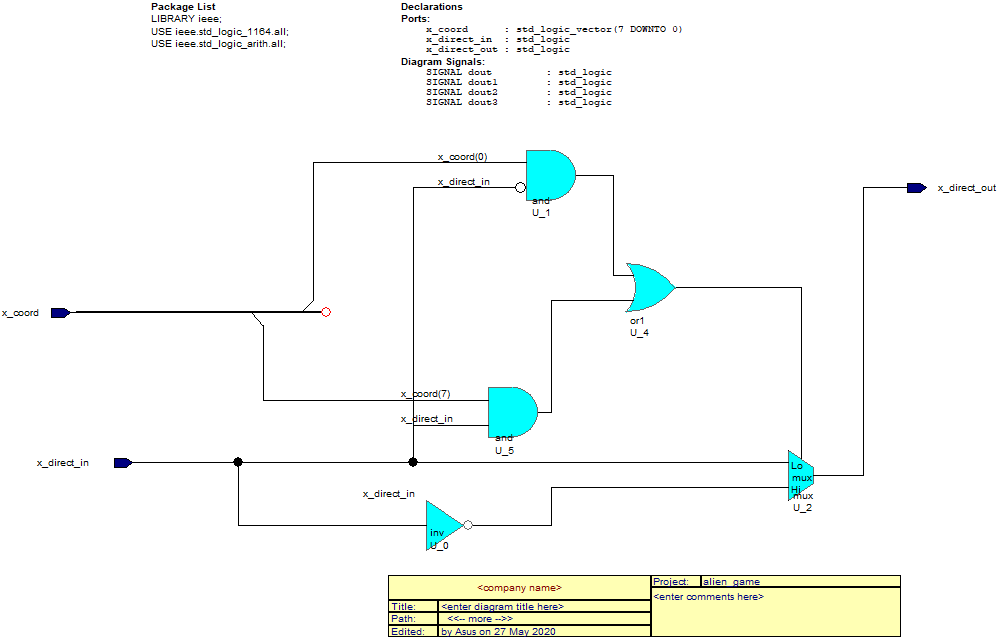 Package List
LIBRARY ieee;
USE ieee.std_logic_1164.all;
USE ieee.std_logic_arith.all;
Declarations
Ports:
x_coord : std_logic_vector(7 DOWNTO 0)
x_direct_in : std_logic
x_direct_out : std_logic
Diagram Signals:
SIGNAL dout : std_logic
SIGNAL dout1 : std_logic
SIGNAL dout2 : std_logic
SIGNAL dout3 : std_logic
x_coord(0)
x_direct_in
and
U_1
x_direct_out
x_coord
or1
U_4
x_coord(7)
x_direct_in
and
U_5
x_direct_in
Lo
mux
Hi
mux
U_2
x_direct_in
inv
U_0
<company name>
Project: alien_game
<enter comments here>
Title: <enter diagram title here>
Path: <<-- more -->>
Edited: by Asus on 27 May 2020